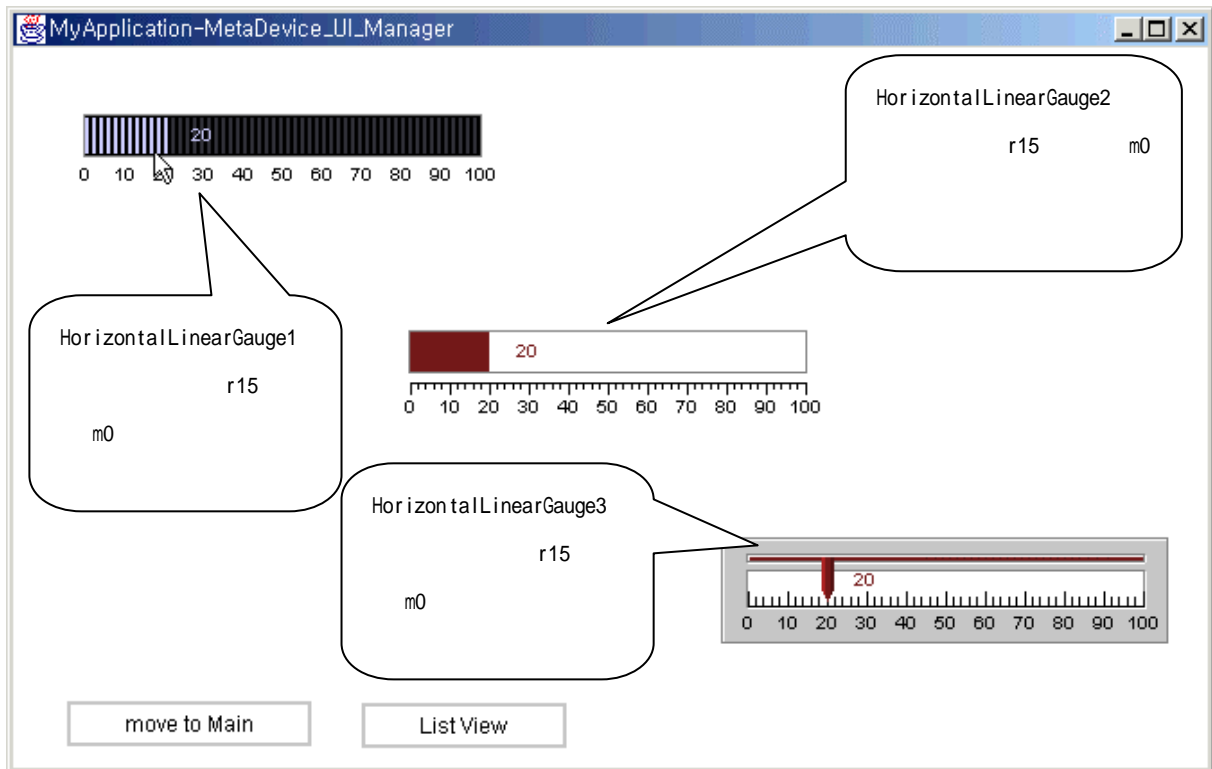 MyApplication-MetaDevice_UI_Manager
HorizontalLinearGauge2
r15 m0
20
0 10 20 30 40 50 60 70 80 90 100
HorizontalLinearGauge1
r15
m0
20
0 10 20 30 40 50 60 70 80 90 100
HorizontalLinearGauge3
r15
m0
20
0 10 20 30 40 50 60 70 80 90 100
move to Main
List View